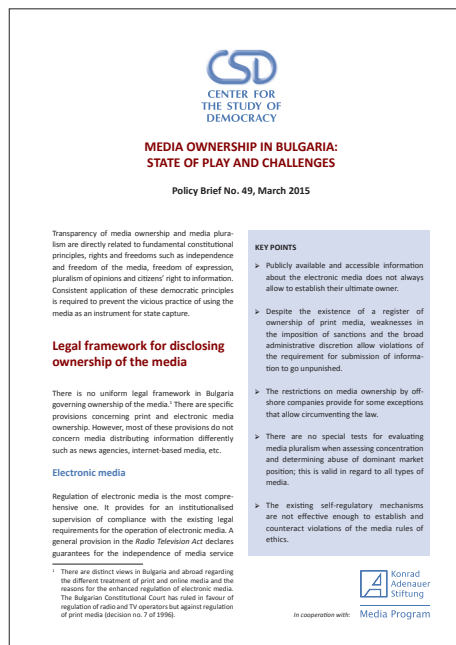 CSD
CENTER FOR
THE STUDY OF
DEMOCRACY
MEDIA OWNERSHIP IN BULGARIA:
STATE OF PLAY AND CHALLENGES
Policy Brief No. 49, March 2015
Transparency of media ownership and media plura-
lism are directly related to fundamental constitutional
principles, rights and freedoms such as independence
and freedom of the media, freedom of expression,
pluralism of opinions and citizens' right to information.
Consistent application of these democratic principles
is required to prevent the vicious practice of using the
media as an instrument for state capture.
Legal framework for disclosing
ownership of the media
There is no uniform legal framework in Bulgaria
governing ownership of the media.¹ There are specific
provisions concerning print and electronic media
ownership. However, most of these provisions do not
concern media distributing information differently
such as news agencies, internet-based media, etc.
Electronic media
Regulation of electronic media is the most compre-
hensive one. It provides for an institutionalised
supervision of compliance with the existing legal
requirements for the operation of electronic media. A
general provision in the Radio Television Act declares
guarantees for the independence of media service
¹ There are distinct views in Bulgaria and abroad regarding
the different treatment of print and online media and the
reasons for the enhanced regulation of electronic media.
The Bulgarian Constitutional Court has ruled in favour of
regulation of radio and TV operators but against regulation
of print media (decision no. 7 of 1996).
KEY POINTS
➢ Publicly available and accessible information
about the electronic media does not always
allow to establish their ultimate owner.
➢ Despite the existence of a register of
ownership of print media, weaknesses in
the imposition of sanctions and the broad
administrative discretion allow violations of
the requirement for submission of informa-
tion to go unpunished.
➢ The restrictions on media ownership by off-
shore companies provide for some exceptions
that allow circumventing the law.
➢ There are no special tests for evaluating
media pluralism when assessing concentration
and determining abuse of dominant market
position; this is valid in regard to all types of
media.
➢ The existing self-regulatory mechanisms
are not effective enough to establish and
counteract violations of the media rules of
ethics.
In cooperation with:
Konrad
Adenauer
Stiftung
Media Program